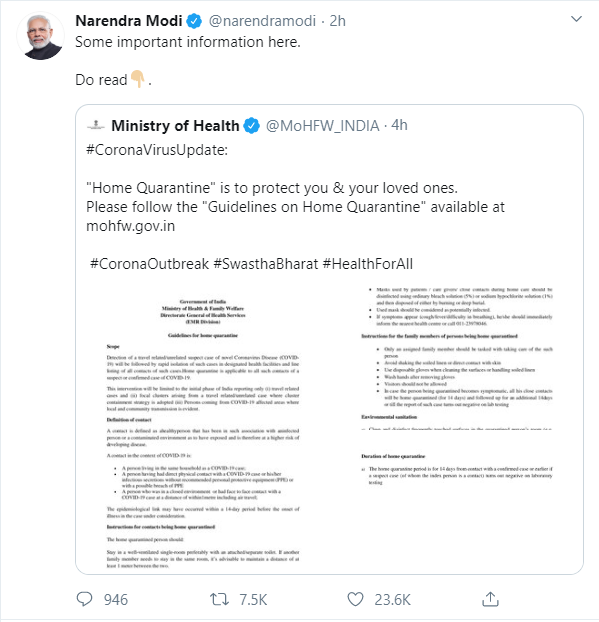 Narendra Modi @narendramodi · 2h
Some important information here.
Do read👇🏼.
Ministry of Health @MoHFW_INDIA · 4h
#CoronaVirusUpdate:
"Home Quarantine" is to protect you & your loved ones.
Please follow the "Guidelines on Home Quarantine" available at
mohfw.gov.in
#CoronaOutbreak #SwasthaBharat #HealthForAll
Government of India
Ministry of Health & Family Welfare
Directorate General of Health Services
(EMR Division)
Guidelines for home quarantine
Scope
Detection of a travel related/unrelated suspect case of novel Coronavirus Disease (COVID-
19) will be followed by rapid isolation of such cases in designated health facilities and line
listing of all contacts of such cases. Home quarantine is applicable to all such contacts of a
suspect or confirmed case of COVID-19.
This intervention will be limited to the initial phase of India reporting only (i) travel related
cases and (ii) focal clusters arising from a travel related/unrelated case where cluster
containment strategy is adopted (iii) Persons coming from COVID-19 affected areas where
local and community transmission is evident.
Definition of contact
A contact is defined as a healthy person that has been in such association with an infected
person or a contaminated environment as to have exposed and is therefore at a higher risk of
developing disease.
A contact in the context of COVID-19 is:
• A person living in the same household as a COVID-19 case.
• A person having had direct physical contact with a COVID-19 case or his/her
infectious secretions without recommended personal protective equipment (PPE) or
with a possible breach of PPE
• A person who was in a closed environment or had face to face contact with a
COVID-19 case at a distance of within1metre including air travel;
The epidemiological link may have occurred within a 14‐day period before the onset of
illness in the case under consideration.
Instructions for contacts being home quarantined
The home quarantined person should:
Stay in a well-ventilated single-room preferably with an attached/separate toilet. If another
family member needs to stay in the same room, it's advisable to maintain a distance of at
least 1 meter between the two.
• Masks used by patients / care givers/ close contacts during home care should be
disinfected using ordinary bleach solution (5%) or sodium hypochlorite solution (1%)
and then disposed of either by burning or deep burial.
• Used mask should be considered as potentially infected.
• If symptoms appear (cough/fever/difficulty in breathing), he/she should immediately
inform the nearest health centre or call 011-23978046.
Instructions for the family members of persons being home quarantined
• Only an assigned family member should be tasked with taking care of the such
person
• Avoid shaking the soiled linen or direct contact with skin
• Use disposable gloves when cleaning the surfaces or handling soiled linen
• Wash hands after removing gloves
• Visitors should not be allowed
• In case the person being quarantined becomes symptomatic, all his close contacts
will be home quarantined (for 14 days) and followed up for an additional 14days
or till the report of such case turns out negative on lab testing
Environmental sanitation
Duration of home quarantine
a) The home quarantine period is for 14 days from contact with a confirmed case or earlier if
a suspect case (of whom the index person is a contact) turns out negative on laboratory
testing
946 7.5K 23.6K